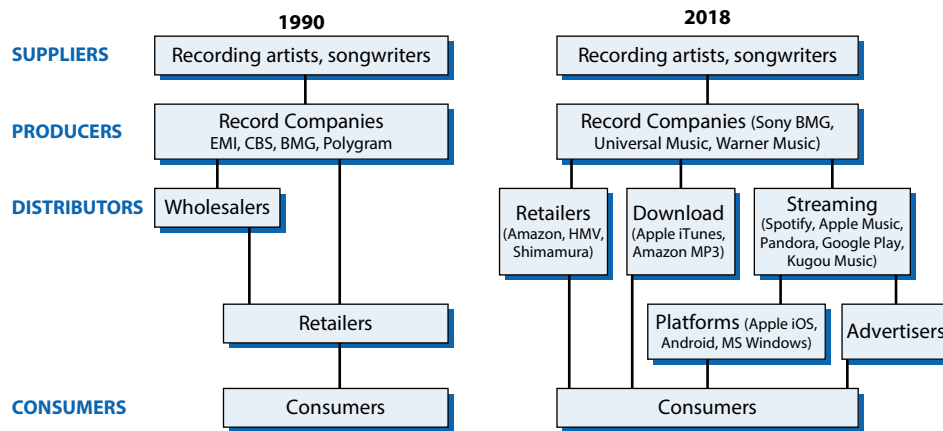 1990
2018
SUPPLIERS
Recording artists, songwriters
Recording artists, songwriters
PRODUCERS
Record Companies
EMI, CBS, BMG, Polygram
Record Companies (Sony BMG,
Universal Music, Warner Music)
DISTRIBUTORS
Wholesalers
Retailers
(Amazon, HMV,
Shimamura)
Download
(Apple iTunes,
Amazon MP3)
Streaming
(Spotify, Apple Music,
Pandora, Google Play,
Kugou Music)
Retailers
Platforms (Apple iOS,
Android, MS Windows)
Advertisers
CONSUMERS
Consumers
Consumers